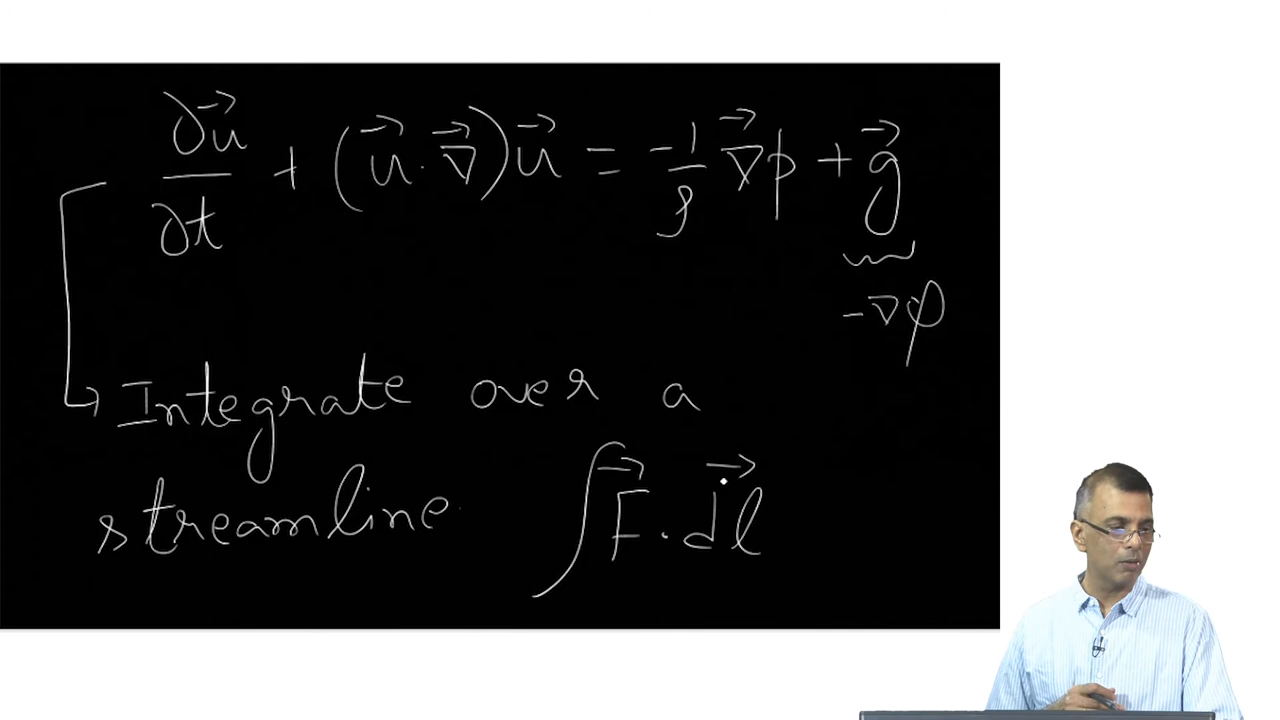 ∂u⃗/∂t + (u⃗·∇⃗)u⃗ = -1/ρ ∇⃗p + g⃗
-∇φ
Integrate over a
streamline ∫F⃗·dl⃗